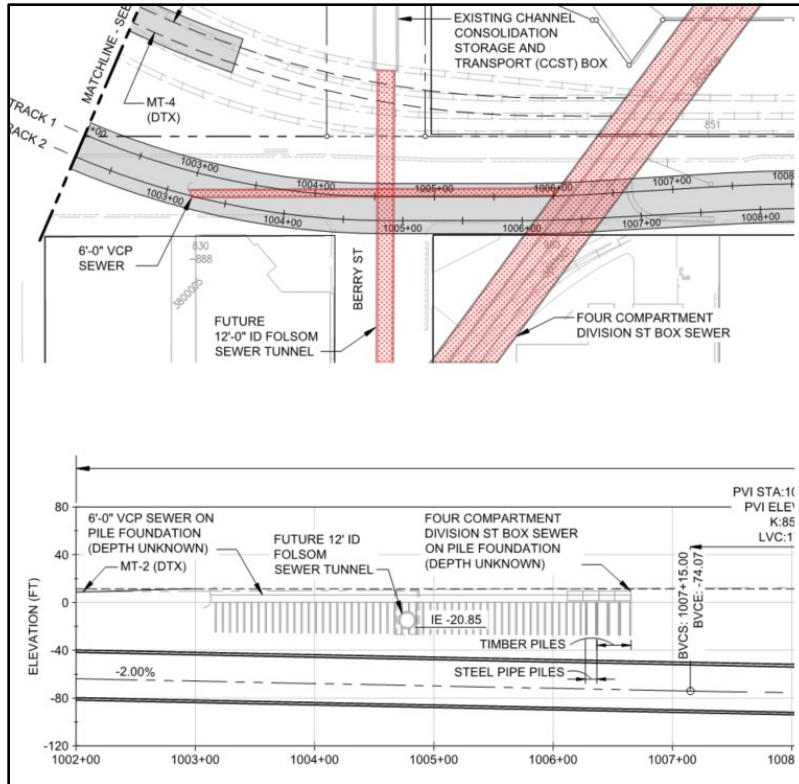 EXISTING CHANNEL
CONSOLIDATION
STORAGE AND
TRANSPORT (CCST) BOX
MATCHLINE - SEE
MT-4
(DTX)
851
TRACK 1
RACK 2
+00
1003+00
1004+00
1005+00
1006+00
1007+00
1008
1003+00
1004+00
1005+00
1006+00
1007+00
1008+00
6'-0" VCP
SEWER
830
-888
3800005
BERRY ST
FUTURE
12'-0" ID FOLSOM
SEWER TUNNEL
FOUR COMPARTMENT
DIVISION ST BOX SEWER
PVI STA:10
PVI ELEV
K:85
LVC:17
80
6'-0" VCP SEWER ON
PILE FOUNDATION
(DEPTH UNKNOWN)
MT-2 (DTX)
FUTURE 12' ID
FOLSOM
SEWER TUNNEL
FOUR COMPARTMENT
DIVISION ST BOX SEWER
ON PILE FOUNDATION
(DEPTH UNKNOWN)
BVCS: 1007+15.00
BVCE: -74.07
40
0
IE -20.85
ELEVATION (FT)
TIMBER PILES
-40
-2.00%
STEEL PIPE PILES
-80
-120
1002+00
1003+00
1004+00
1005+00
1006+00
1007+00
1008